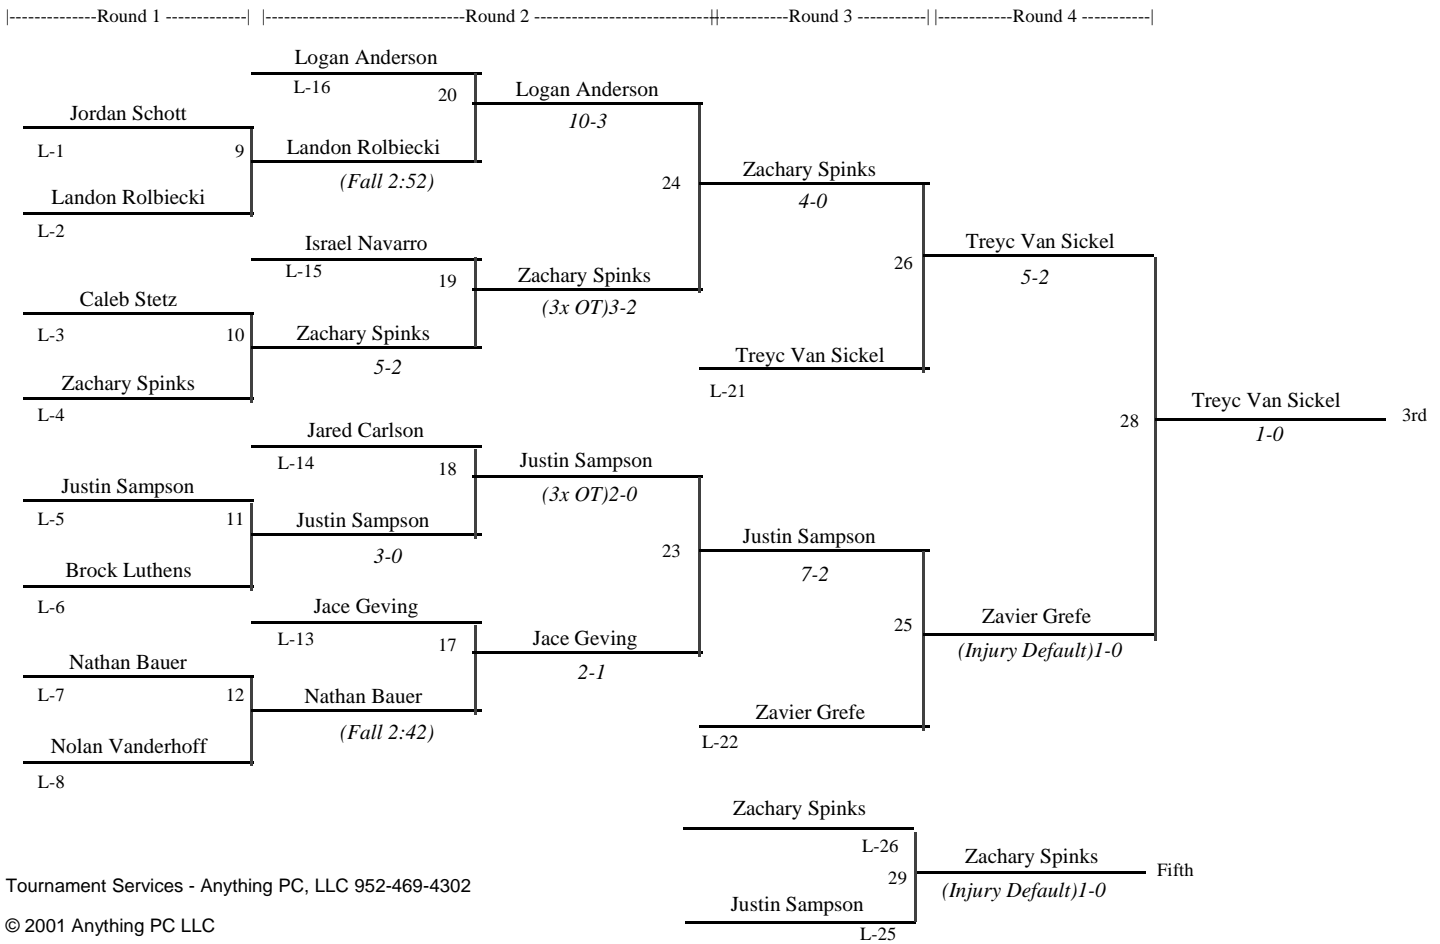 |--------------Round 1 -------------| |-----------------------------Round 2 --------------------------||-----------Round 3 ----------| |------------Round 4 -----------|
Logan Anderson
L-16
20
Logan Anderson
10-3
Jordan Schott
L-1
9
Landon Rolbiecki
(Fall 2:52)
Landon Rolbiecki
L-2
24
Zachary Spinks
4-0
Israel Navarro
L-15
19
Zachary Spinks
(3x OT)3-2
Caleb Stetz
L-3
10
Zachary Spinks
5-2
Zachary Spinks
L-4
26
Treyc Van Sickel
5-2
Treyc Van Sickel
L-21
28
Treyc Van Sickel
3rd
1-0
Jared Carlson
L-14
18
Justin Sampson
(3x OT)2-0
Justin Sampson
L-5
11
Justin Sampson
3-0
Brock Luthens
L-6
23
Justin Sampson
7-2
Jace Geving
L-13
17
Jace Geving
2-1
Nathan Bauer
L-7
12
Nathan Bauer
(Fall 2:42)
Nolan Vanderhoff
L-8
25
Zavier Grefe
(Injury Default)1-0
Zavier Grefe
L-22
Zachary Spinks
L-26
29
Zachary Spinks
Fifth
(Injury Default)1-0
Justin Sampson
L-25
Tournament Services - Anything PC, LLC 952-469-4302
© 2001 Anything PC LLC